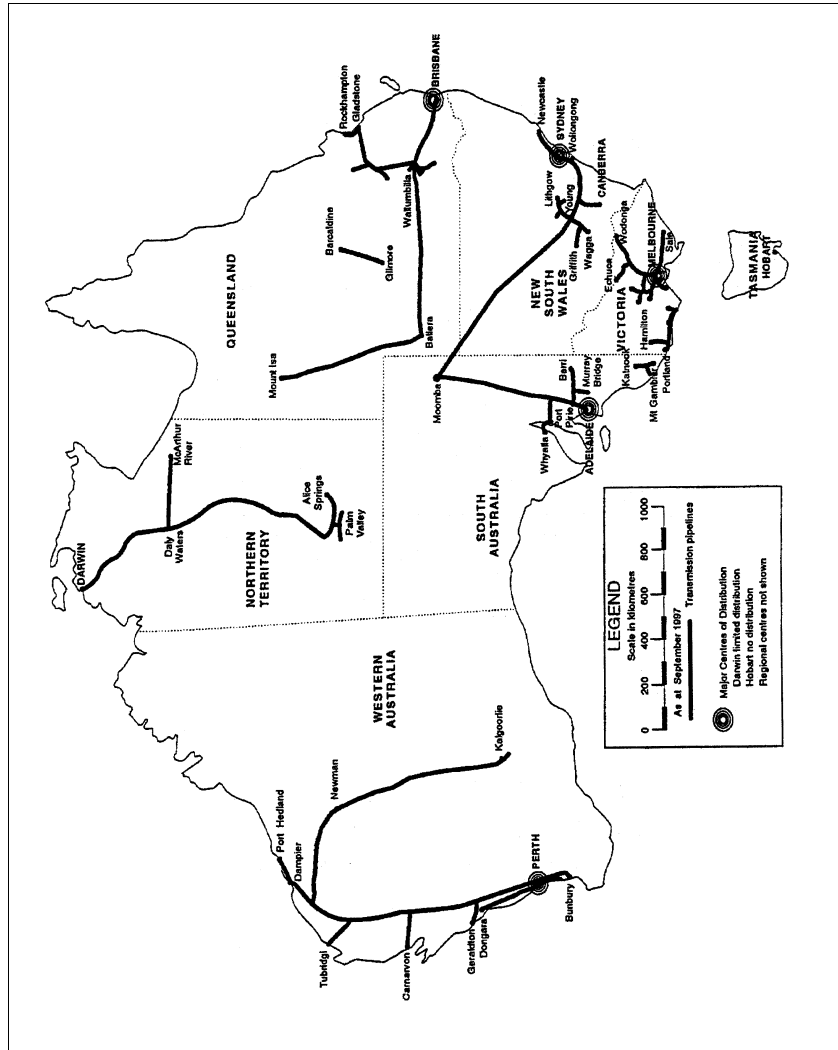 DARWIN
McArthur
River
Daly
Waters
NORTHERN
TERRITORY
Alice
Springs
Palm
Valley
QUEENSLAND
Mount Isa
Barcaldine
Gilmore
Rockhampton
Gladstone
Wallumbilla
BRISBANE
Ballera
Port Hedland
Dampier
Tubridgi
Newman
WESTERN
AUSTRALIA
Carnarvon
Geraldton
Dongara
Kalgoorlie
PERTH
Bunbury
SOUTH
AUSTRALIA
Moomba
Whyalla
Port
Pirie
ADELAIDE
Berri
Murray
Bridge
NEW
SOUTH
WALES
Newcastle
SYDNEY
Wollongong
Lithgow
Young
CANBERRA
Griffith
Wagga
Echuca
Wodonga
VICTORIA
MELBOURNE
Sale
Hamilton
Katnook
Mt Gambier
Portland
TASMANIA
HOBART
LEGEND
Scale in kilometres
0 200 400 600 800 1000
As at September 1997 Transmission pipelines
Major Centres of Distribution
Darwin limited distribution
Hobart no distribution
Regional centres not shown